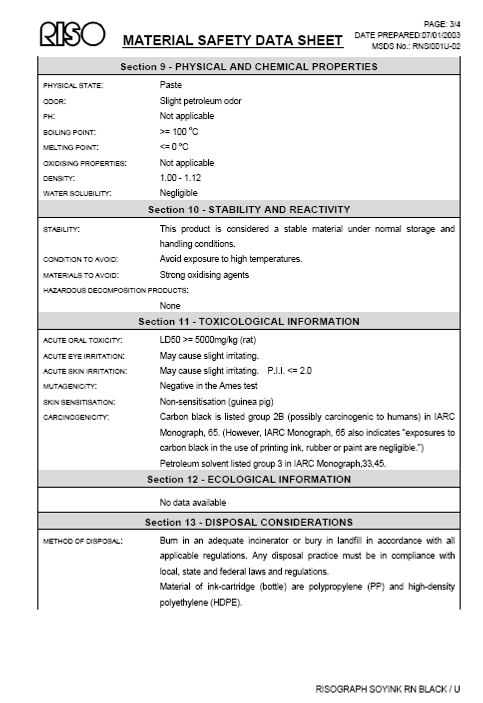 PAGE: 3/4
RISO
MATERIAL SAFETY DATA SHEET
DATE PREPARED:07/01/2003
MSDS No.: RNSI001U-02
Section 9 - PHYSICAL AND CHEMICAL PROPERTIES
PHYSICAL STATE: Paste
ODOR: Slight petroleum odor
PH: Not applicable
BOILING POINT: >= 100 °C
MELTING POINT: <= 0 °C
OXIDISING PROPERTIES: Not applicable
DENSITY: 1.00 - 1.12
WATER SOLUBILITY: Negligible
Section 10 - STABILITY AND REACTIVITY
STABILITY: This product is considered a stable material under normal storage and
handling conditions.
CONDITION TO AVOID: Avoid exposure to high temperatures.
MATERIALS TO AVOID: Strong oxidising agents
HAZARDOUS DECOMPOSITION PRODUCTS:
None
Section 11 - TOXICOLOGICAL INFORMATION
ACUTE ORAL TOXICITY: LD50 >= 5000mg/kg (rat)
ACUTE EYE IRRITATION: May cause slight irritating.
ACUTE SKIN IRRITATION: May cause slight irritating. P.I.I. <= 2.0
MUTAGENICITY: Negative in the Ames test
SKIN SENSITISATION: Non-sensitisation (guinea pig)
CARCINOGENICITY: Carbon black is listed group 2B (possibly carcinogenic to humans) in IARC
Monograph, 65. (However, IARC Monograph, 65 also indicates “exposures to
carbon black in the use of printing ink, rubber or paint are negligible.”)
Petroleum solvent listed group 3 in IARC Monograph,33,45.
Section 12 - ECOLOGICAL INFORMATION
No data available
Section 13 - DISPOSAL CONSIDERATIONS
METHOD OF DISPOSAL: Burn in an adequate incinerator or bury in landfill in accordance with all
applicable regulations. Any disposal practice must be in compliance with
local, state and federal laws and regulations.
Material of ink-cartridge (bottle) are polypropylene (PP) and high-density
polyethylene (HDPE).
RISOGRAPH SOYINK RN BLACK / U